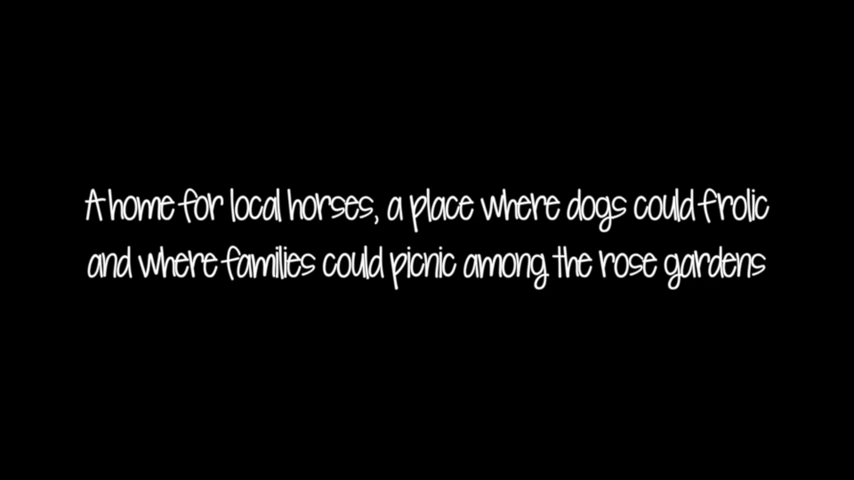 A home for local horses, a place where dogs could frolic
and where families could picnic among the rose gardens